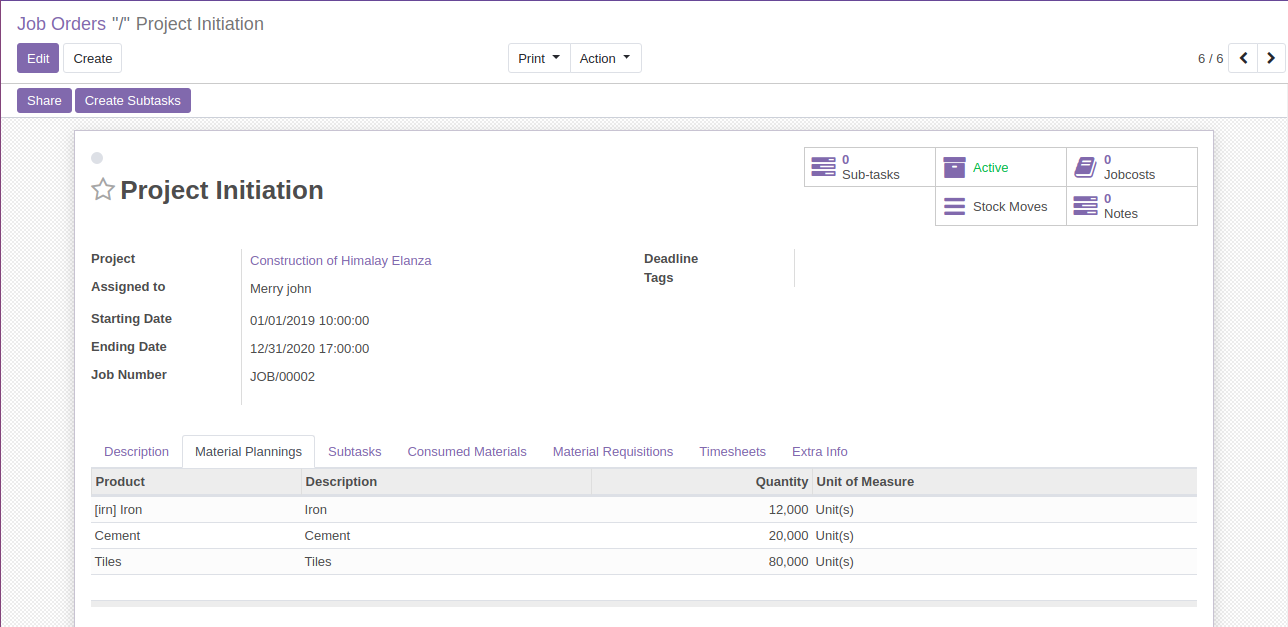 Job Orders "/" Project Initiation
Edit Create Print Action 6 / 6
Share Create Subtasks
0 Sub-tasks Active 0 Jobcosts
Project Initiation
Stock Moves 0 Notes
Project Construction of Himalay Elanza Deadline
Assigned to Merry john Tags
Starting Date 01/01/2019 10:00:00
Ending Date 12/31/2020 17:00:00
Job Number JOB/00002
Description Material Plannings Subtasks Consumed Materials Material Requisitions Timesheets Extra Info
Product Description Quantity Unit of Measure
[irn] Iron Iron 12,000 Unit(s)
Cement Cement 20,000 Unit(s)
Tiles Tiles 80,000 Unit(s)